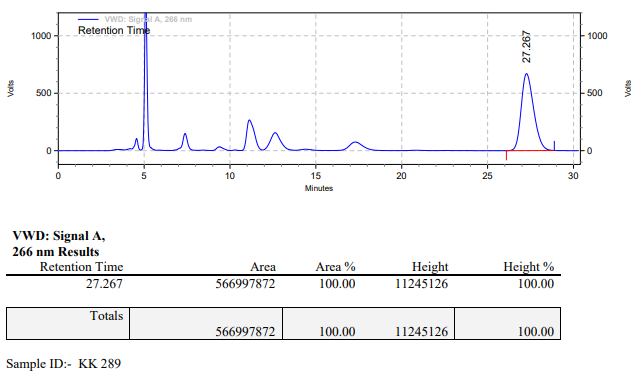 VWD: Signal A, 266 nm
Retention Time
27.267
1000
1000
Volts
500
500
Volts
0
0
0 5 10 15 20 25 30
Minutes
VWD: Signal A,
266 nm Results
Retention Time Area Area % Height Height %
27.267 566997872 100.00 11245126 100.00
Totals
566997872 100.00 11245126 100.00
Sample ID:- KK 289